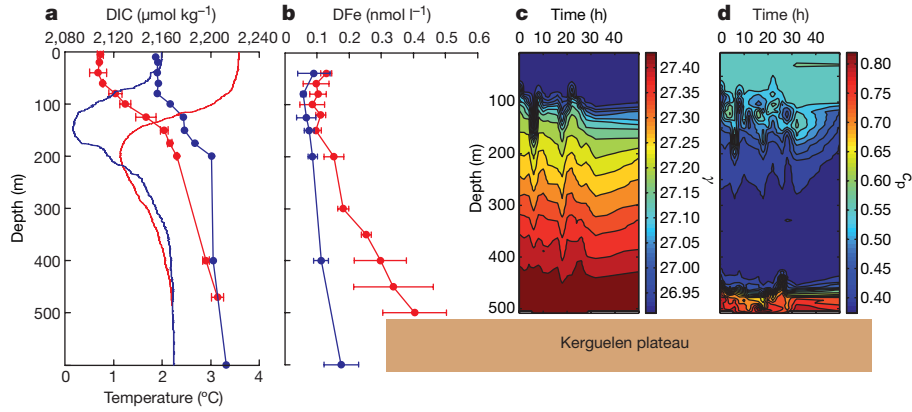 a
DIC (µmol kg⁻¹)
2,080 2,120 2,160 2,200 2,240
0
100
200
300
400
500
Depth (m)
0 1 2 3 4
Temperature (°C)
b
DFe (nmol l⁻¹)
0 0.1 0.2 0.3 0.4 0.5 0.6
c
Time (h)
0 10 20 30 40
100
200
300
400
500
Depth (m)
27.40
27.35
27.30
27.25
27.20
27.15
27.10
27.05
27.00
26.95
γʳ
d
Time (h)
0 10 20 30 40
0.80
0.75
0.70
0.65
0.60
0.55
0.50
0.45
0.40
Cp
Kerguelen plateau